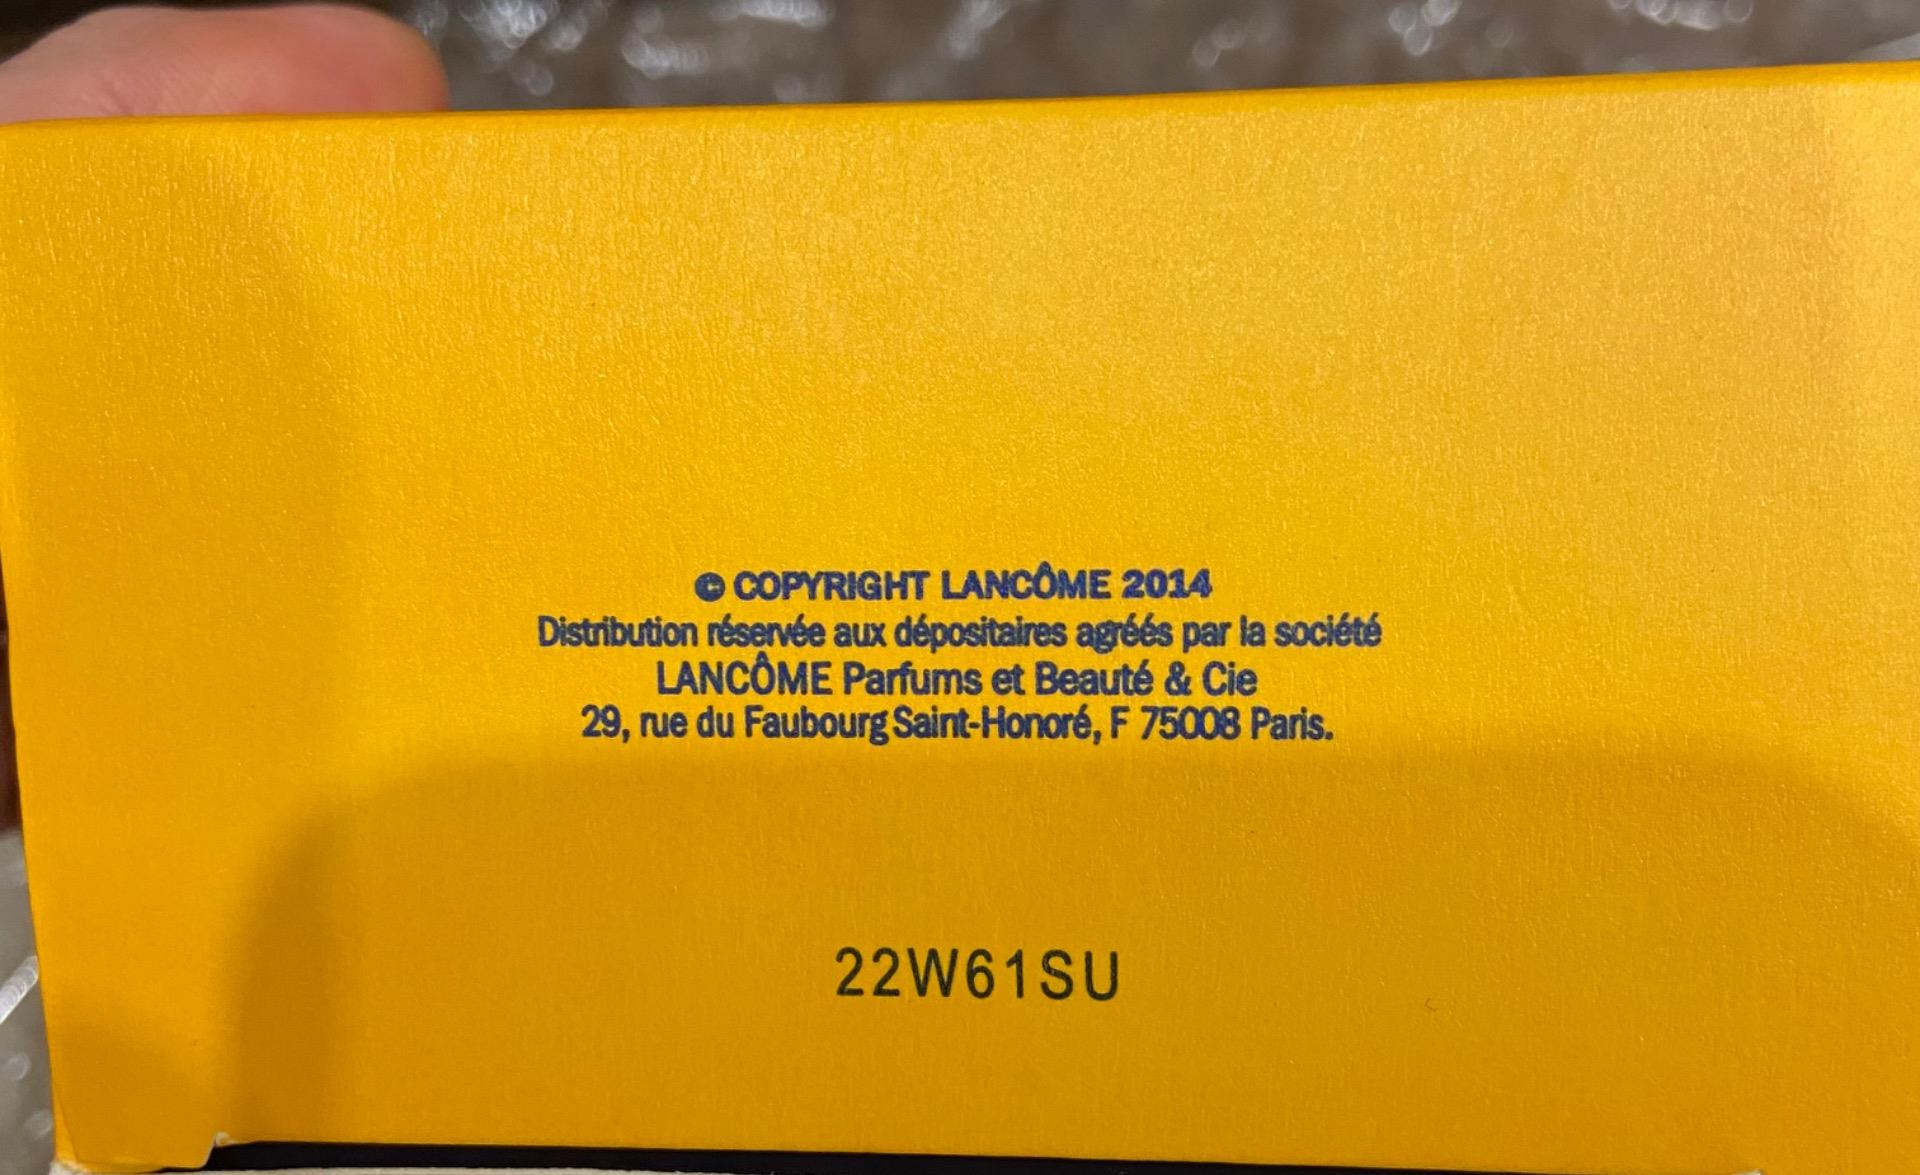 © COPYRIGHT LANCÔME 2014
Distribution réservée aux dépositaires agréés par la société
LANCÔME Parfums et Beauté & Cie
29, rue du Faubourg Saint-Honoré, F 75008 Paris.
22W61SU